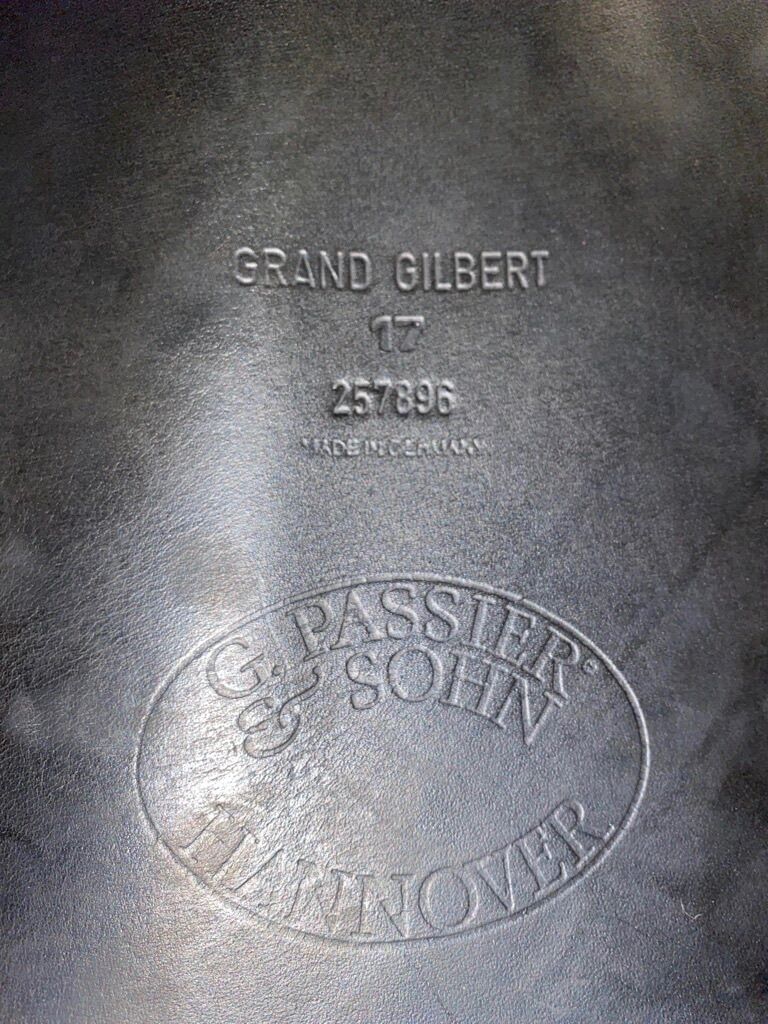 GRAND GILBERT
17
257896
MADE IN GERMANY
G. PASSIER
& SOHN
HANNOVER